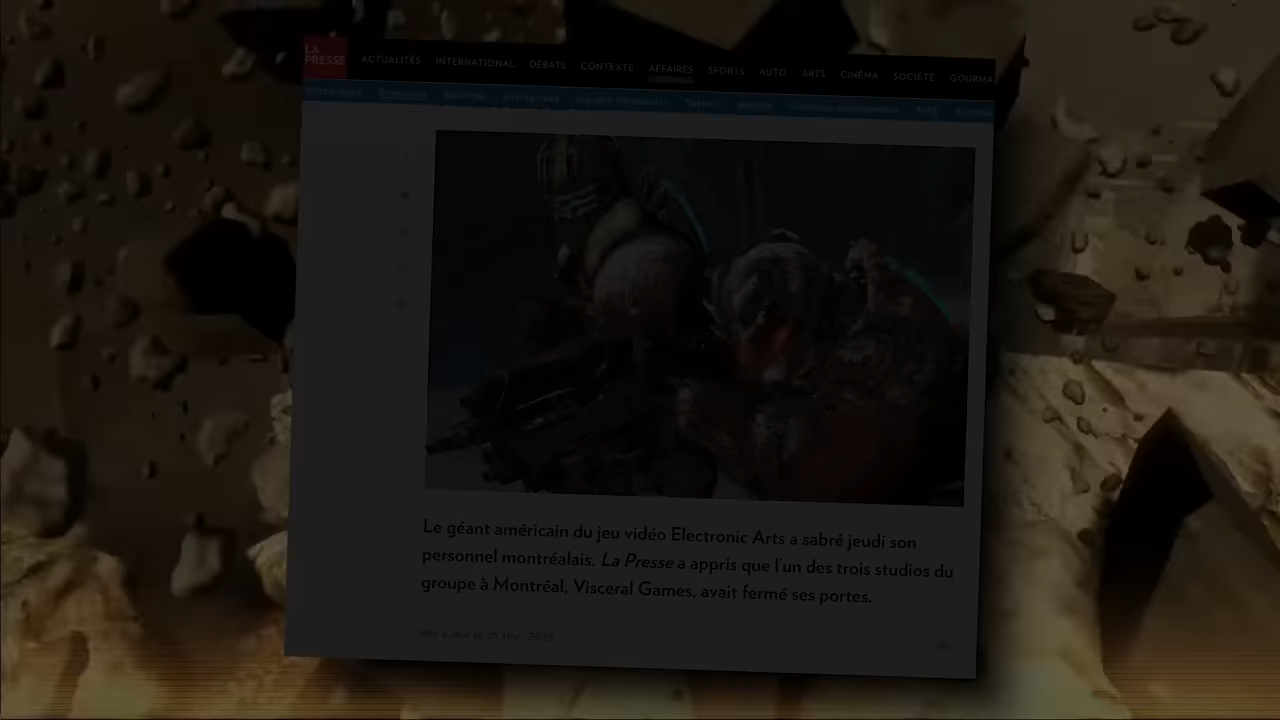 LA
PRESSE
ACTUALITÉS INTERNATIONAL DÉBATS CONTEXTE AFFAIRES SPORTS AUTO ARTS CINÉMA SOCIÉTÉ GOURMA
Le géant américain du jeu vidéo Electronic Arts a sabré jeudi son
personnel montréalais. La Presse a appris que l'un des trois studios du
groupe à Montréal, Visceral Games, avait fermé ses portes.